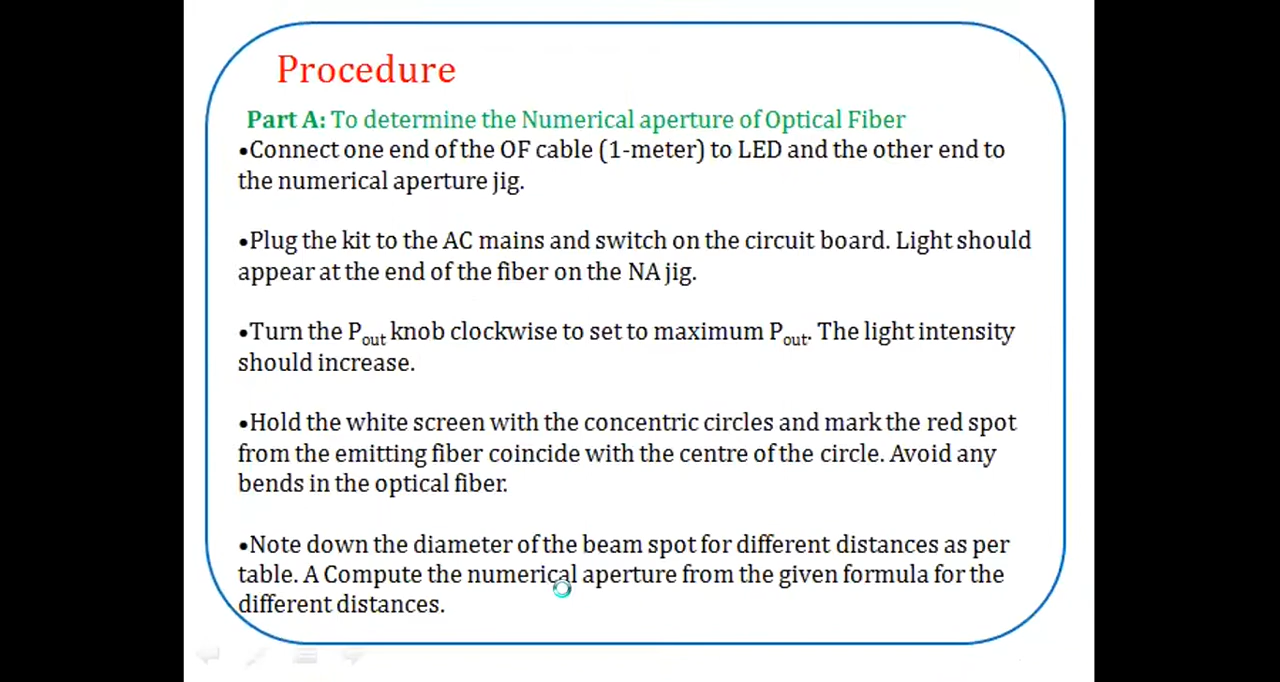 Procedure
Part A: To determine the Numerical aperture of Optical Fiber
•Connect one end of the OF cable (1-meter) to LED and the other end to
the numerical aperture jig.
•Plug the kit to the AC mains and switch on the circuit board. Light should
appear at the end of the fiber on the NA jig.
•Turn the Pout knob clockwise to set to maximum Pout. The light intensity
should increase.
•Hold the white screen with the concentric circles and mark the red spot
from the emitting fiber coincide with the centre of the circle. Avoid any
bends in the optical fiber.
•Note down the diameter of the beam spot for different distances as per
table. A Compute the numerical aperture from the given formula for the
different distances.